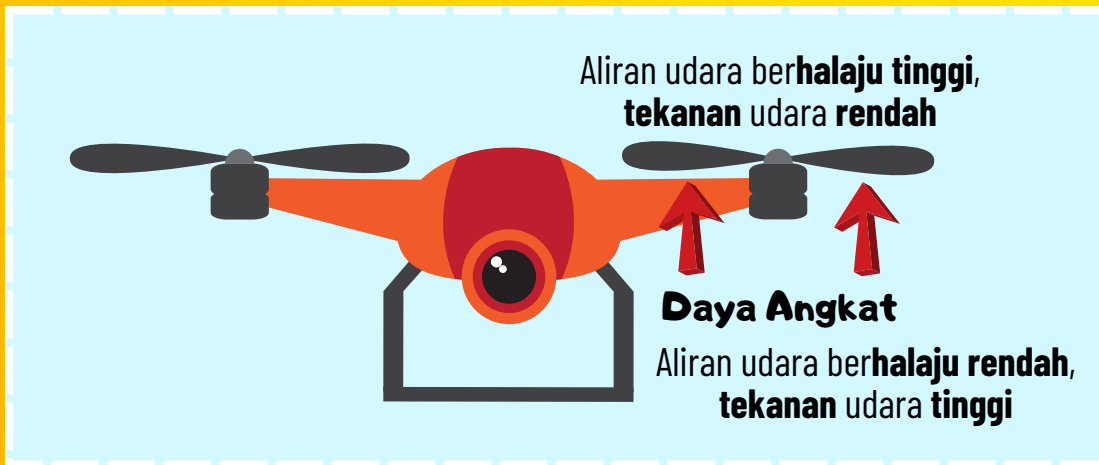 Aliran udara berhalaju tinggi,
tekanan udara rendah
Daya Angkat
Aliran udara berhalaju rendah,
tekanan udara tinggi